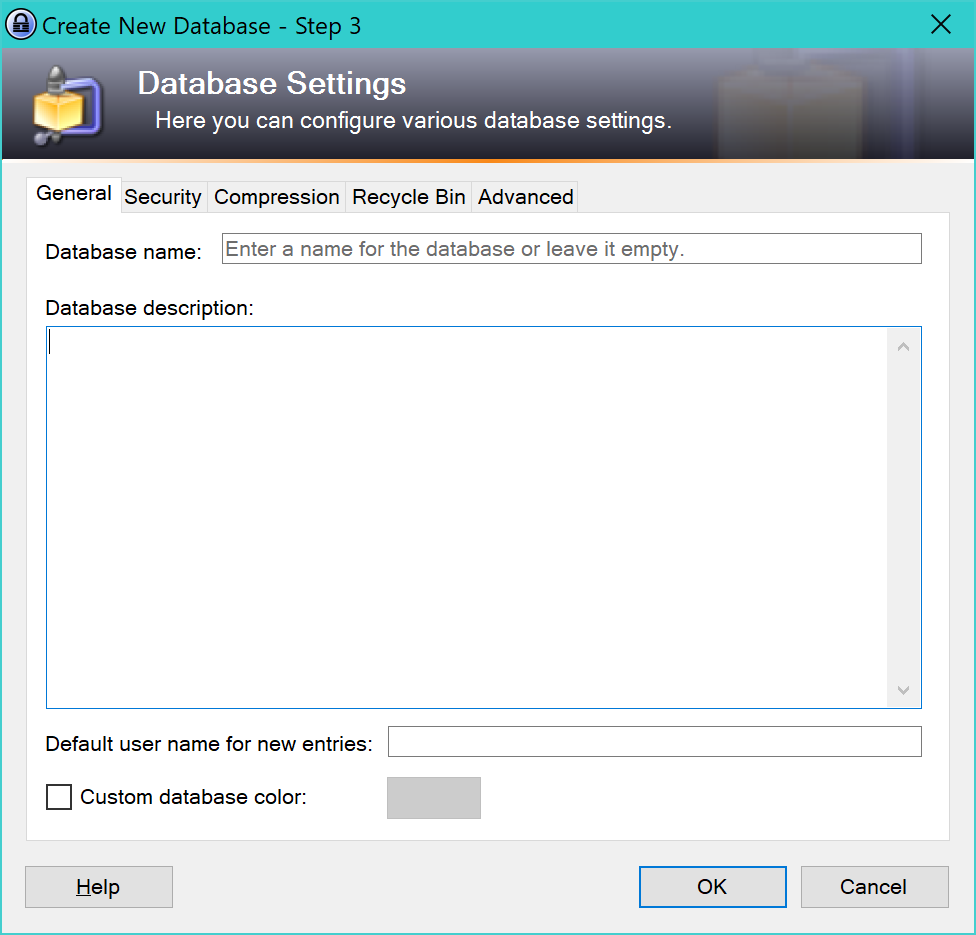 Create New Database - Step 3
Database Settings
Here you can configure various database settings.
General Security Compression Recycle Bin Advanced
Database name: Enter a name for the database or leave it empty.
Database description:
Default user name for new entries:
Custom database color:
Help OK Cancel